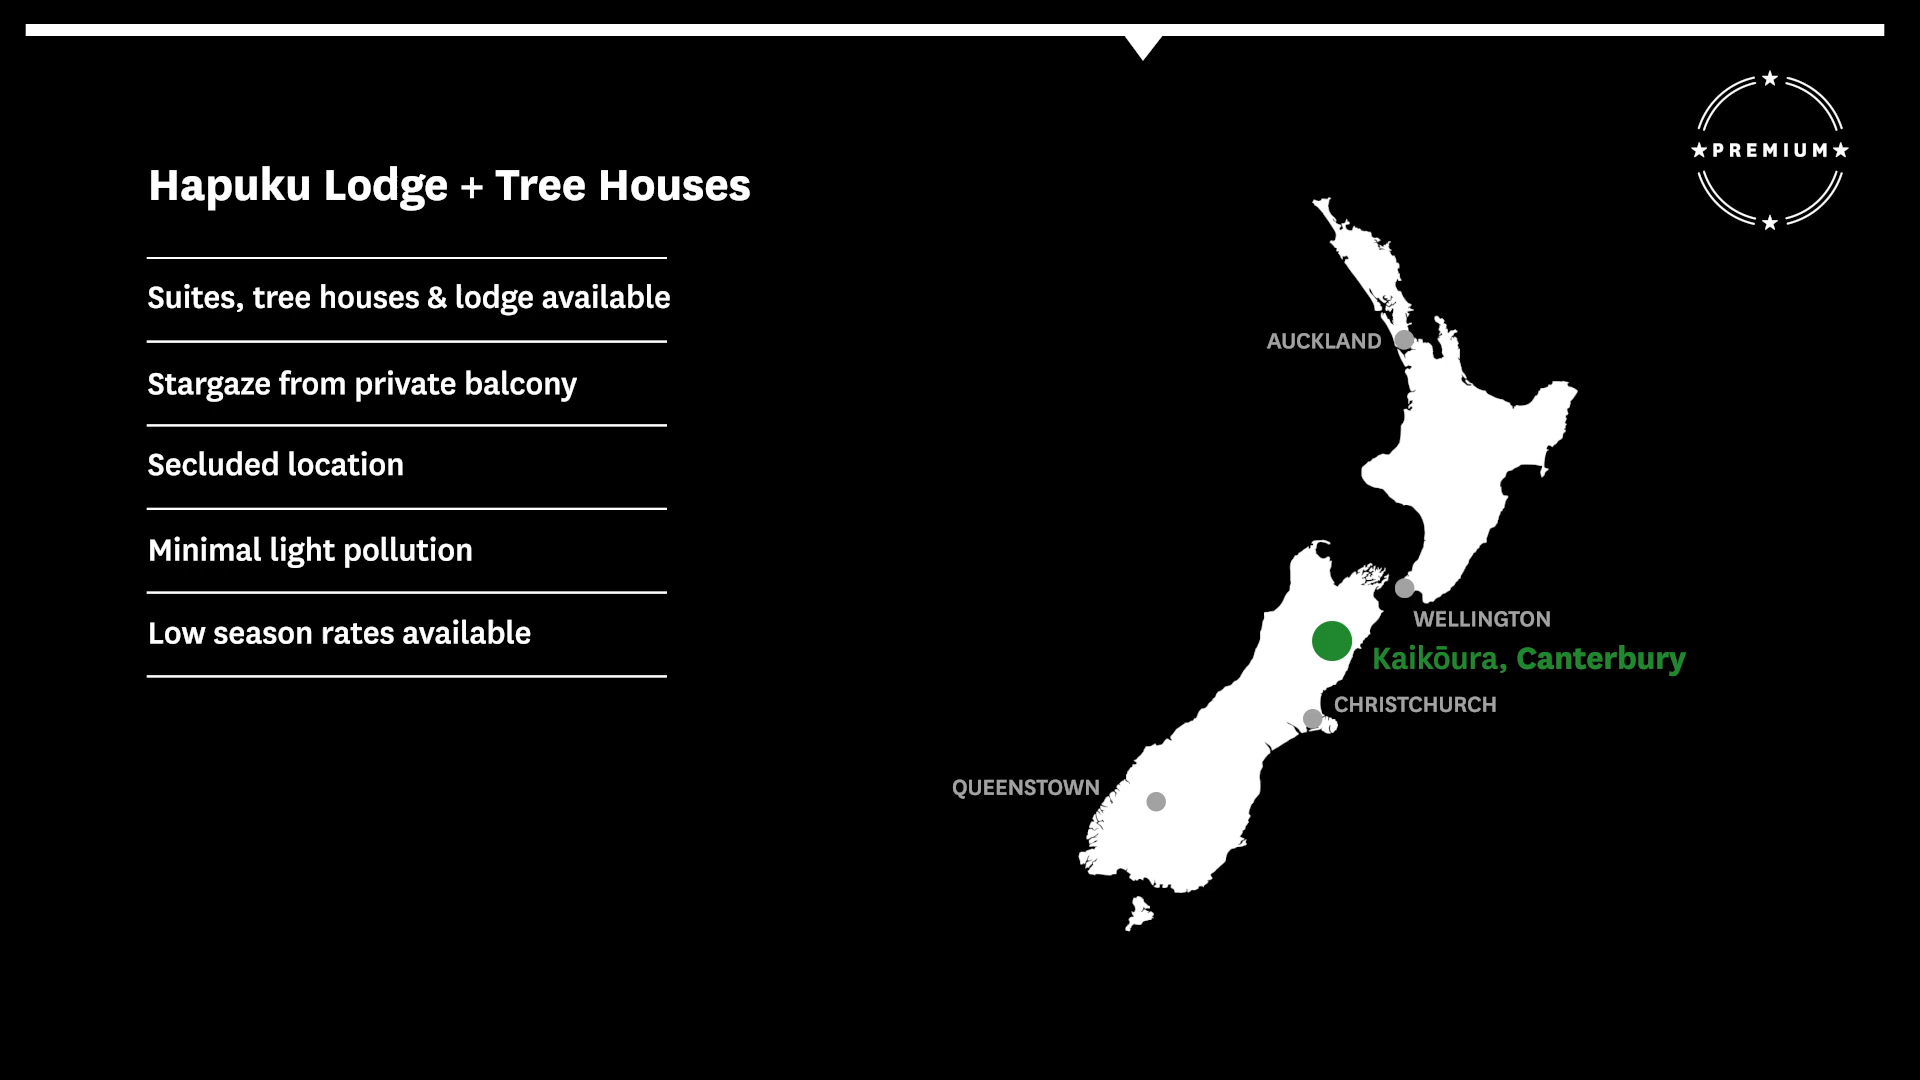 PREMIUM
Hapuku Lodge + Tree Houses
Suites, tree houses & lodge available
Stargaze from private balcony
Secluded location
Minimal light pollution
Low season rates available
AUCKLAND
WELLINGTON
Kaikōura, Canterbury
CHRISTCHURCH
QUEENSTOWN